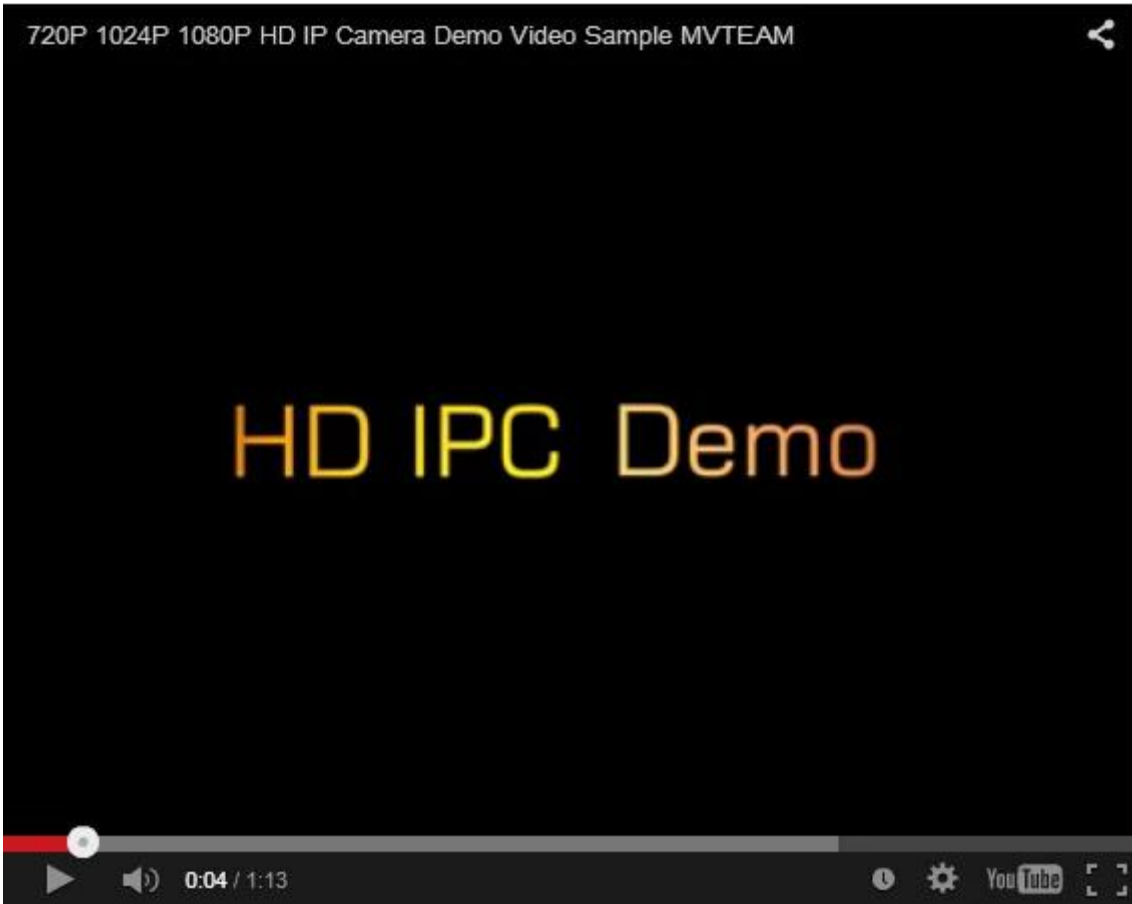 720P 1024P 1080P HD IP Camera Demo Video Sample MVTEAM
HD IPC Demo
0:04 / 1:13
YouTube